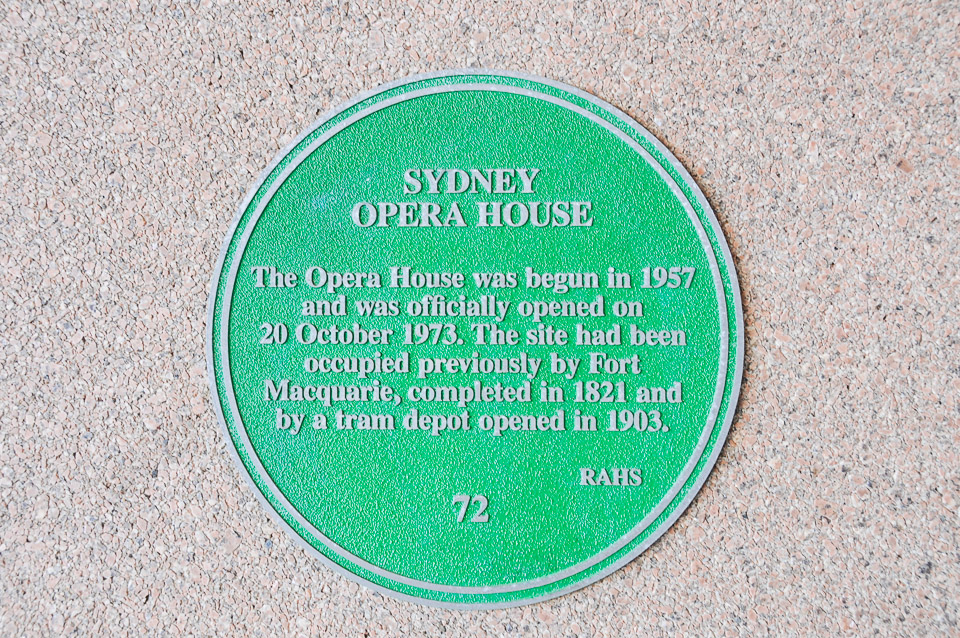 SYDNEY
OPERA HOUSE
The Opera House was begun in 1957
and was officially opened on
20 October 1973. The site had been
occupied previously by Fort
Macquarie, completed in 1821 and
by a tram depot opened in 1903.
RAHS
72